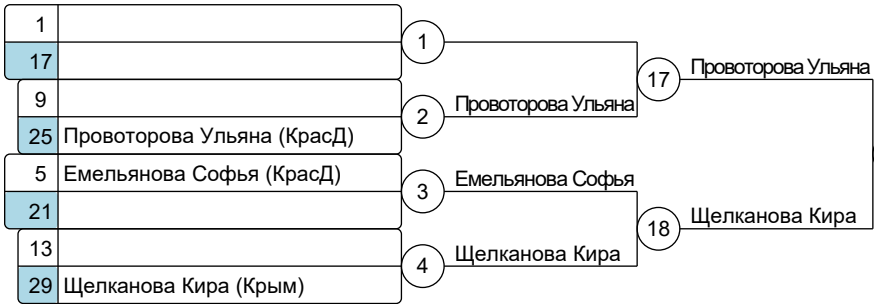 1
17
1
9
25 Провоторова Ульяна (КрасД)
2
Провоторова Ульяна
17
Провоторова Ульяна
5 Емельянова Софья (КрасД)
21
3
Емельянова Софья
13
29 Щелканова Кира (Крым)
4
Щелканова Кира
18
Щелканова Кира